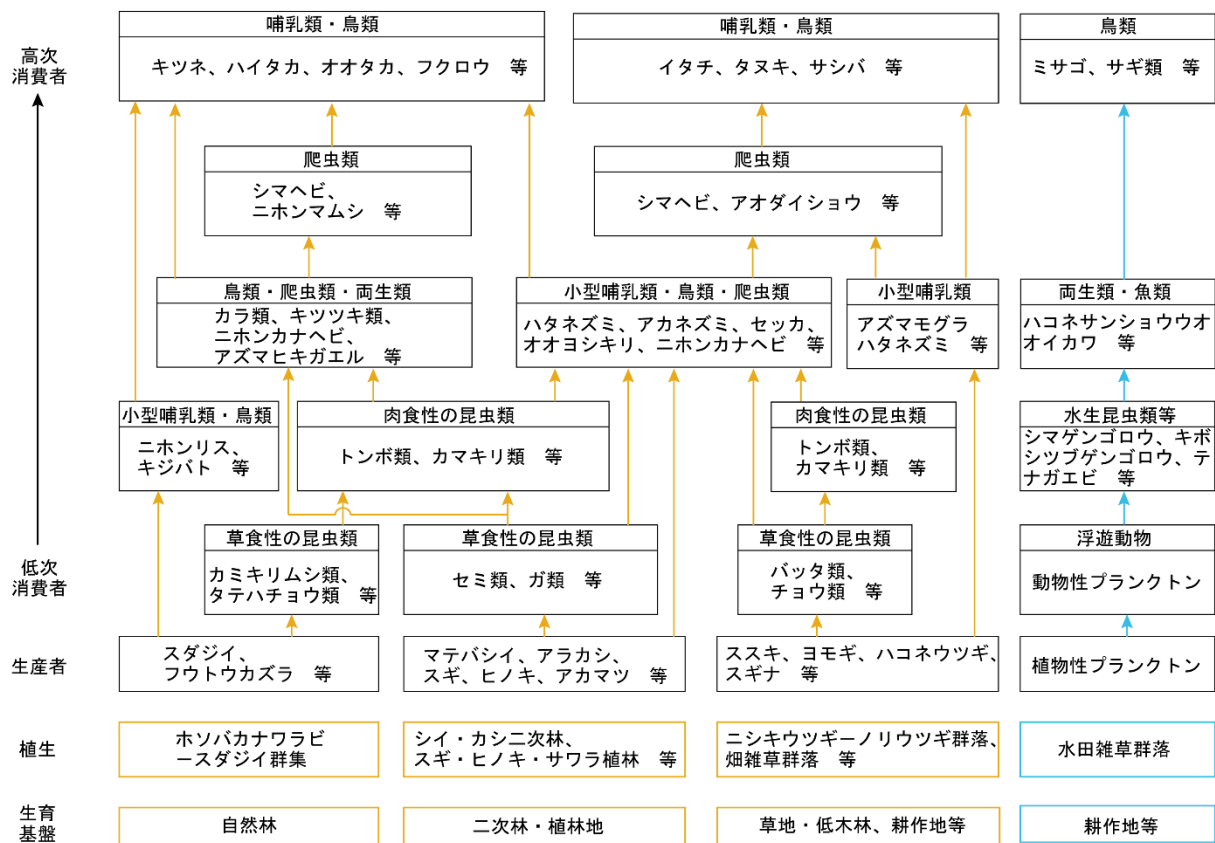 高次
消費者
低次
消費者
生産者
植生
生育
基盤
哺乳類・鳥類
キツネ、ハイタカ、オオタカ、フクロウ　等
哺乳類・鳥類
イタチ、タヌキ、サシバ　等
鳥類
ミサゴ、サギ類　等
爬虫類
シマヘビ、
ニホンマムシ　等
爬虫類
シマヘビ、アオダイショウ　等
鳥類・爬虫類・両生類
カラ類、キツツキ類、
ニホンカナヘビ、
アズマヒキガエル　等
小型哺乳類・鳥類・爬虫類
ハタネズミ、アカネズミ、セッカ、
オオヨシキリ、ニホンカナヘビ　等
小型哺乳類
アズマモグラ
ハタネズミ　等
両生類・魚類
ハコネサンショウウオ
オイカワ　等
小型哺乳類・鳥類
ニホンリス、
キジバト　等
肉食性の昆虫類
トンボ類、カマキリ類　等
肉食性の昆虫類
トンボ類、
カマキリ類　等
水生昆虫類等
シマゲンゴロウ、キボ
シツブゲンゴロウ、テ
ナガエビ　等
草食性の昆虫類
カミキリムシ類、
タテハチョウ類　等
草食性の昆虫類
セミ類、ガ類　等
草食性の昆虫類
バッタ類、
チョウ類　等
浮遊動物
動物性プランクトン
スダジイ、
フウトウカズラ　等
マテバシイ、アラカシ、
スギ、ヒノキ、アカマツ　等
ススキ、ヨモギ、ハコネウツギ、
スギナ　等
植物性プランクトン
ホソバカナワラビ
ースダジイ群集
シイ・カシ二次林、
スギ・ヒノキ・サワラ植林　等
ニシキウツギーノリウツギ群落、
畑雑草群落　等
水田雑草群落
自然林
二次林・植林地
草地・低木林、耕作地等
耕作地等